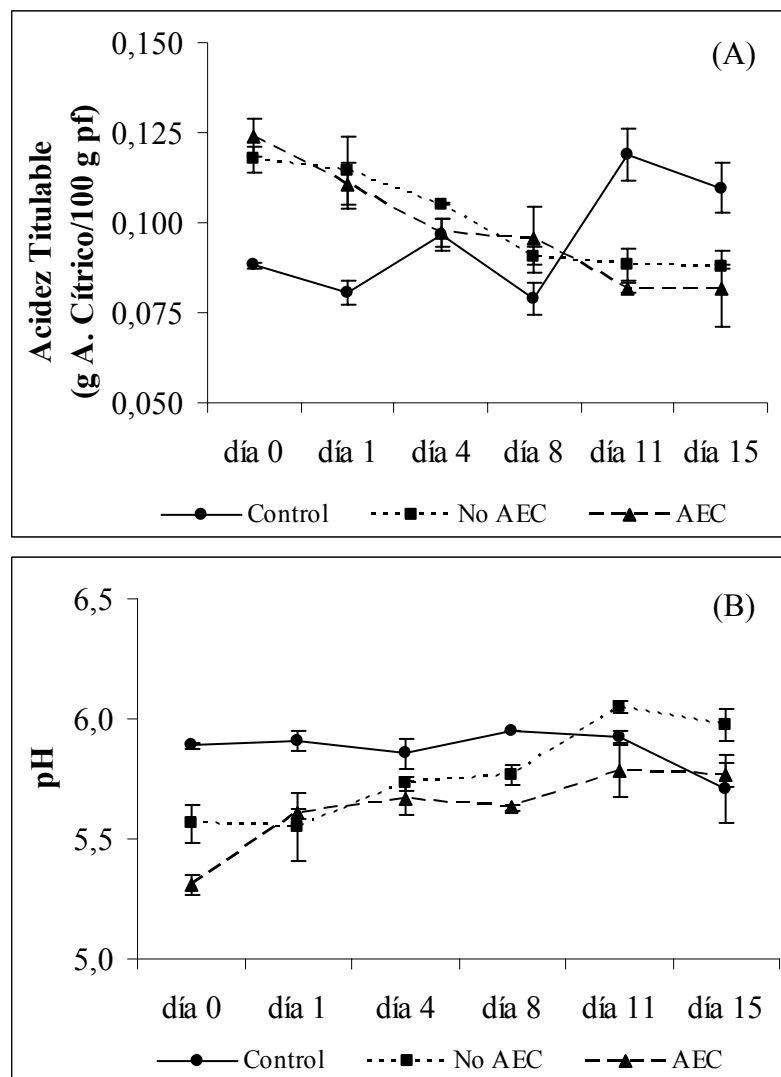 (A)
Acidez Titulable
(g A. Cítrico/100 g pf)
0,150
0,125
0,100
0,075
0,050
día 0 día 1 día 4 día 8 día 11 día 15
Control No AEC AEC
(B)
pH
6,5
6,0
5,5
5,0
día 0 día 1 día 4 día 8 día 11 día 15
Control No AEC AEC